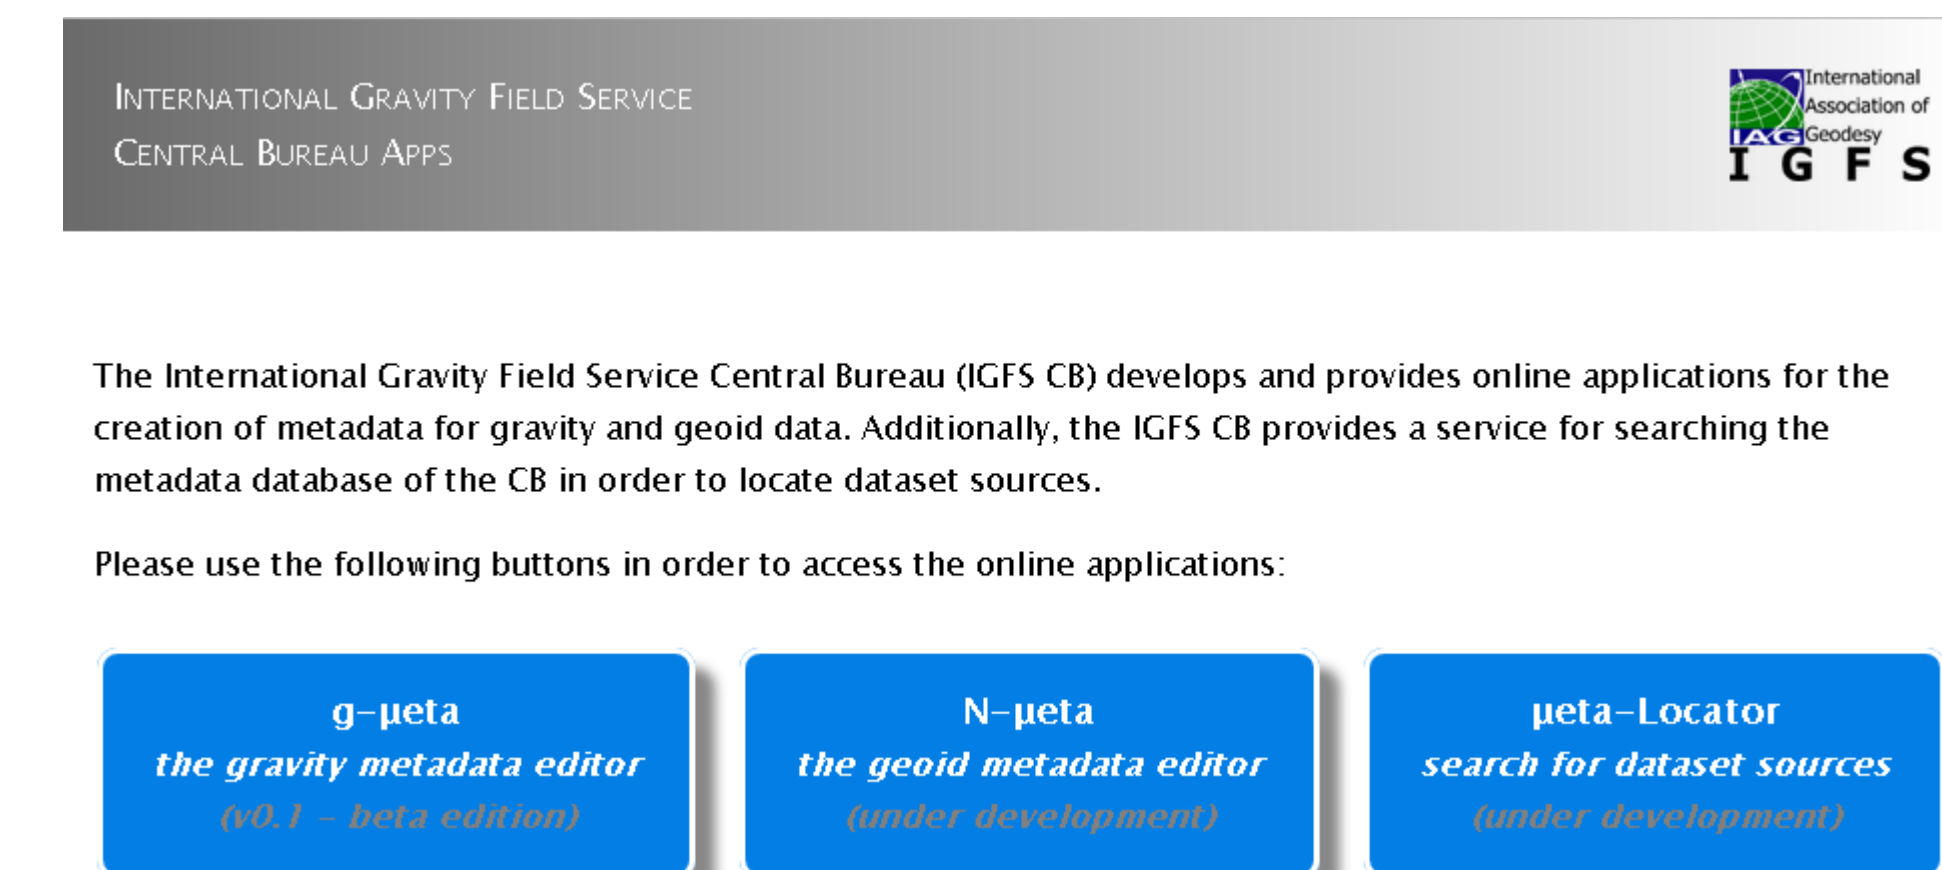 International Gravity Field Service
Central Bureau Apps
International
Association of
Geodesy
IAG
I G F S
The International Gravity Field Service Central Bureau (IGFS CB) develops and provides online applications for the
creation of metadata for gravity and geoid data. Additionally, the IGFS CB provides a service for searching the
metadata database of the CB in order to locate dataset sources.
Please use the following buttons in order to access the online applications:
g-μeta
the gravity metadata editor
(v0.1 - beta edition)
N-μeta
the geoid metadata editor
(under development)
μeta-Locator
search for dataset sources
(under development)